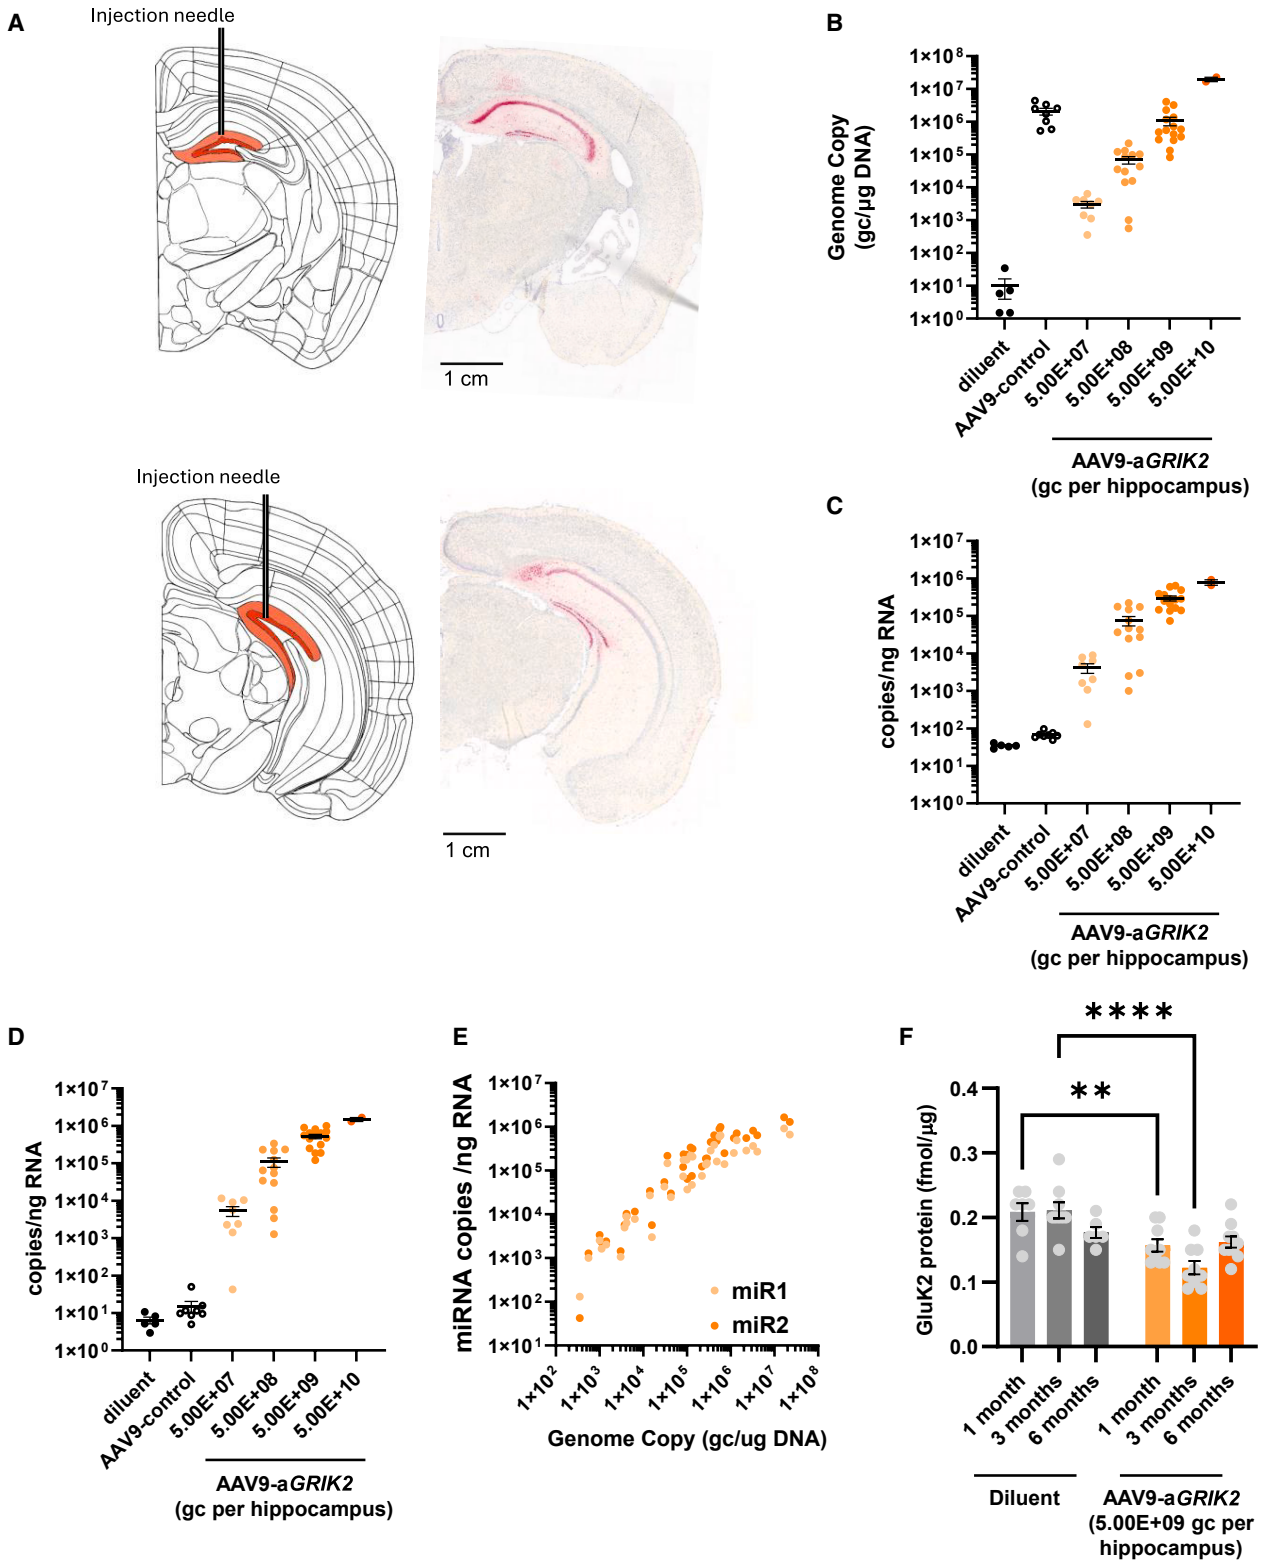 A
Injection needle
1 cm
Injection needle
1 cm
B
Genome Copy
(gc/µg DNA)
1×10⁸
1×10⁷
1×10⁶
1×10⁵
1×10⁴
1×10³
1×10²
1×10¹
1×10⁰
diluent
AAV9-control
5.00E+07
5.00E+08
5.00E+09
5.00E+10
AAV9-aGRIK2
(gc per hippocampus)
C
copies/ng RNA
1×10⁷
1×10⁶
1×10⁵
1×10⁴
1×10³
1×10²
1×10¹
1×10⁰
diluent
AAV9-control
5.00E+07
5.00E+08
5.00E+09
5.00E+10
AAV9-aGRIK2
(gc per hippocampus)
D
copies/ng RNA
1×10⁷
1×10⁶
1×10⁵
1×10⁴
1×10³
1×10²
1×10¹
1×10⁰
diluent
AAV9-control
5.00E+07
5.00E+08
5.00E+09
5.00E+10
AAV9-aGRIK2
(gc per hippocampus)
E
miRNA copies /ng RNA
1×10⁷
1×10⁶
1×10⁵
1×10⁴
1×10³
1×10²
1×10¹
miR1
miR2
1×10²
1×10³
1×10⁴
1×10⁵
1×10⁶
1×10⁷
1×10⁸
Genome Copy (gc/ug DNA)
F
****
**
GluK2 protein (fmol/µg)
0.4
0.3
0.2
0.1
0.0
1 month
3 months
6 months
1 month
3 months
6 months
Diluent
AAV9-aGRIK2
(5.00E+09 gc per
hippocampus)